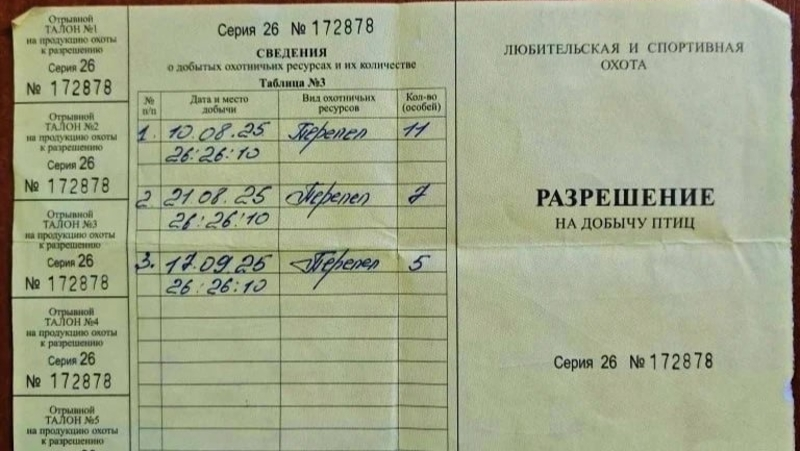 Отрывной
ТАЛОН №1
на продукцию охоты
к разрешению
Серия 26
№ 172878
Отрывной
ТАЛОН №2
на продукцию охоты
к разрешению
Серия 26
№ 172878
Отрывной
ТАЛОН №3
на продукцию охоты
к разрешению
Серия 26
№ 172878
Отрывной
ТАЛОН №4
на продукцию охоты
к разрешению
Серия 26
№ 172878
Отрывной
ТАЛОН №5
на продукцию охоты
к разрешению
Серия 26 № 172878
СВЕДЕНИЯ
о добытых охотничьих ресурсах и их количестве
Таблица №3
№ п/п Дата и место добычи Вид охотничьих ресурсов Кол-во (особей)
1. 10.08.25 Перепел 11
26:26:10
2 21.08.25 Перепел 7
26:26:10
3. 17.09.25 Перепел 5
26:26:10
ЛЮБИТЕЛЬСКАЯ И СПОРТИВНАЯ
ОХОТА
РАЗРЕШЕНИЕ
НА ДОБЫЧУ ПТИЦ
Серия 26 № 172878